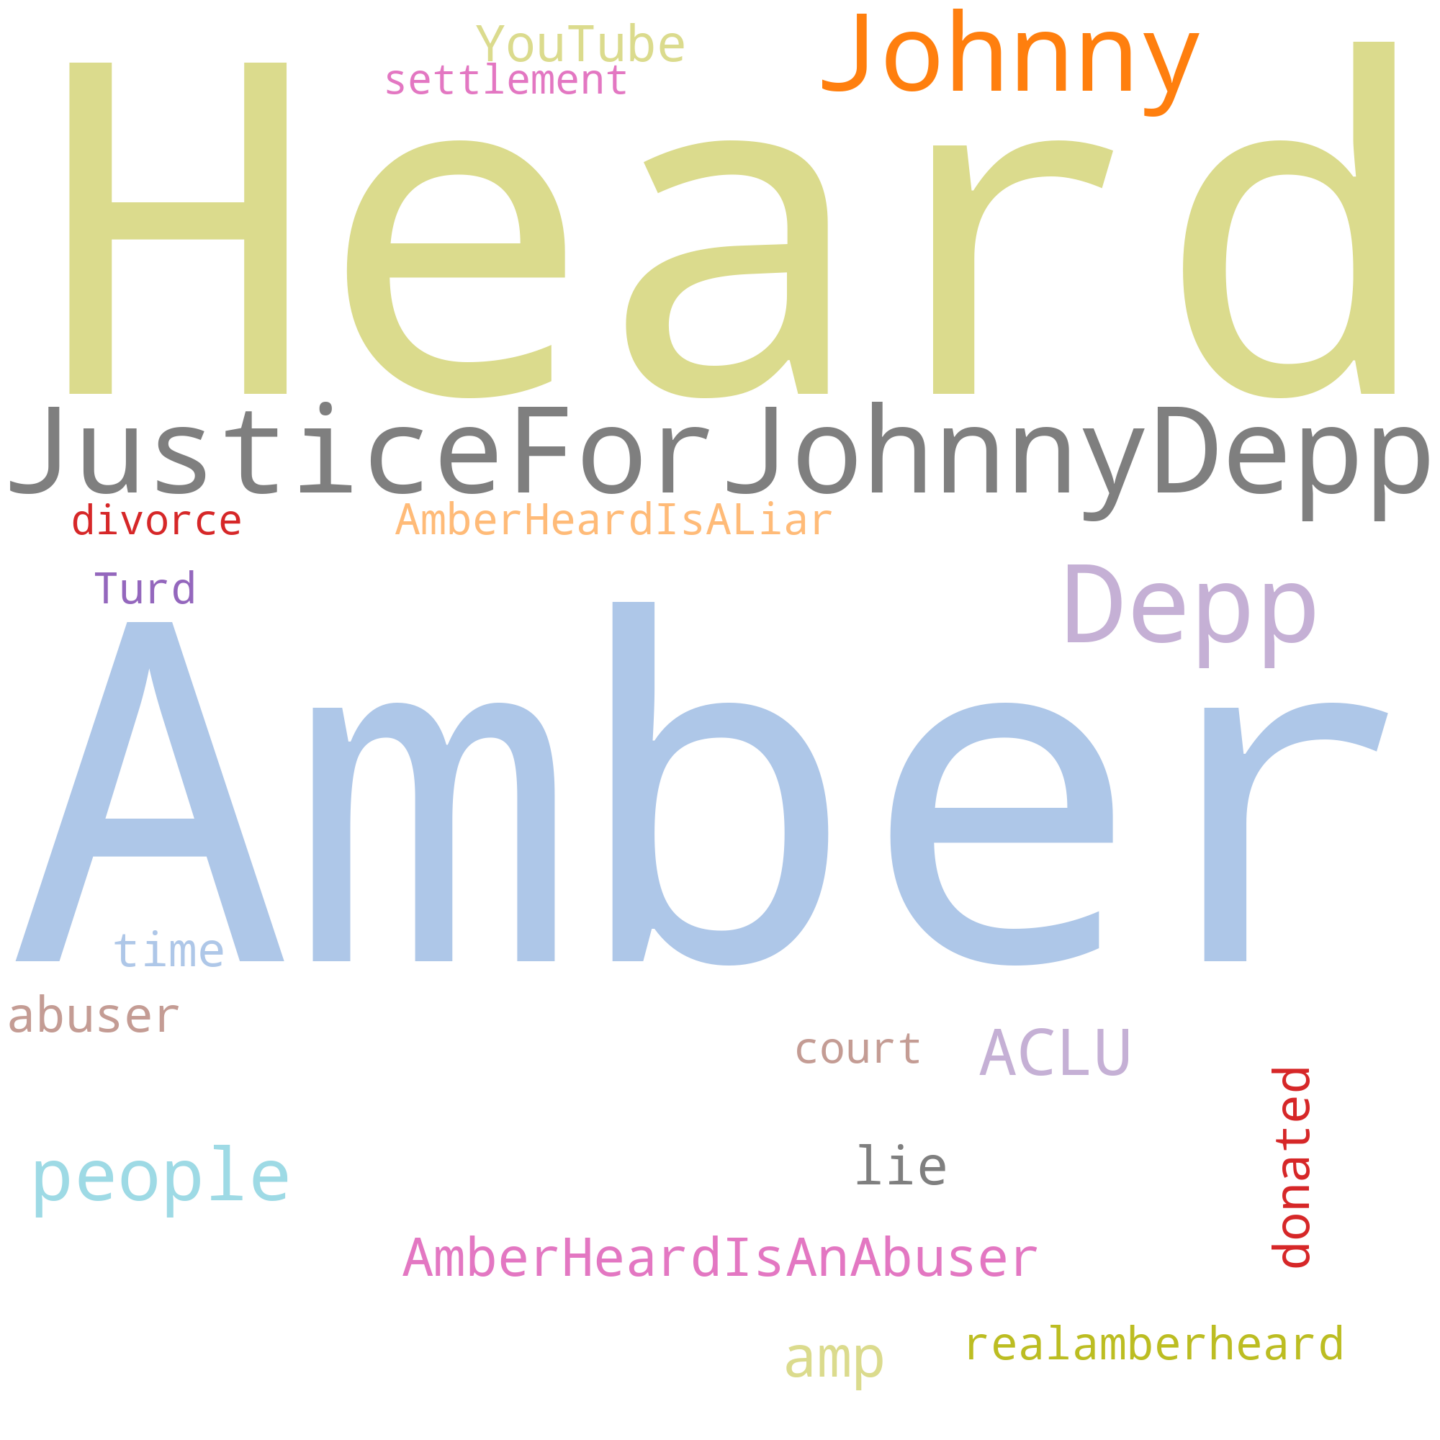 YouTube
Johnny
settlement
Heard
JusticeForJohnnyDepp
divorce
AmberHeardIsALiar
Turd
Depp
Amber
time
abuser
court
ACLU
people
lie
donated
AmberHeardIsAnAbuser
amp
realamberheard